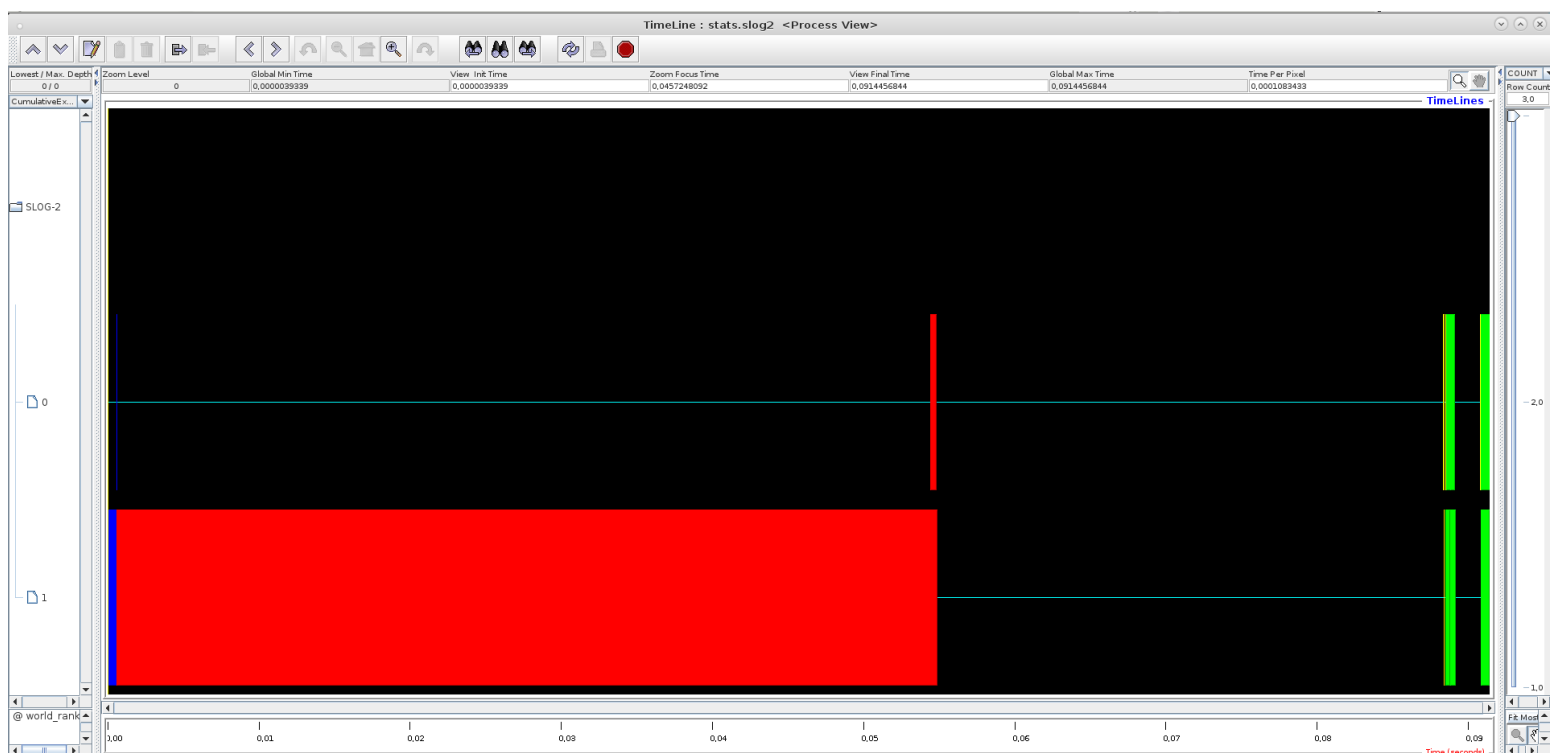 TimeLine : stats.slog2 <Process View>
Lowest / Max. Depth
Zoom Level
Global Min Time
View Init Time
Zoom Focus Time
View Final Time
Global Max Time
Time Per Pixel
COUNT
0 / 0
0
0,0000039339
0,0000039339
0,0457248092
0,0914456844
0,0914456844
0,0001083433
Row Count
CumulativeEx...
TimeLines
3,0
SLOG-2
0
2,0
1
1,0
@ world_rank
Fit Most
0,00
0,01
0,02
0,03
0,04
0,05
0,06
0,07
0,08
0,09
Time (seconds)